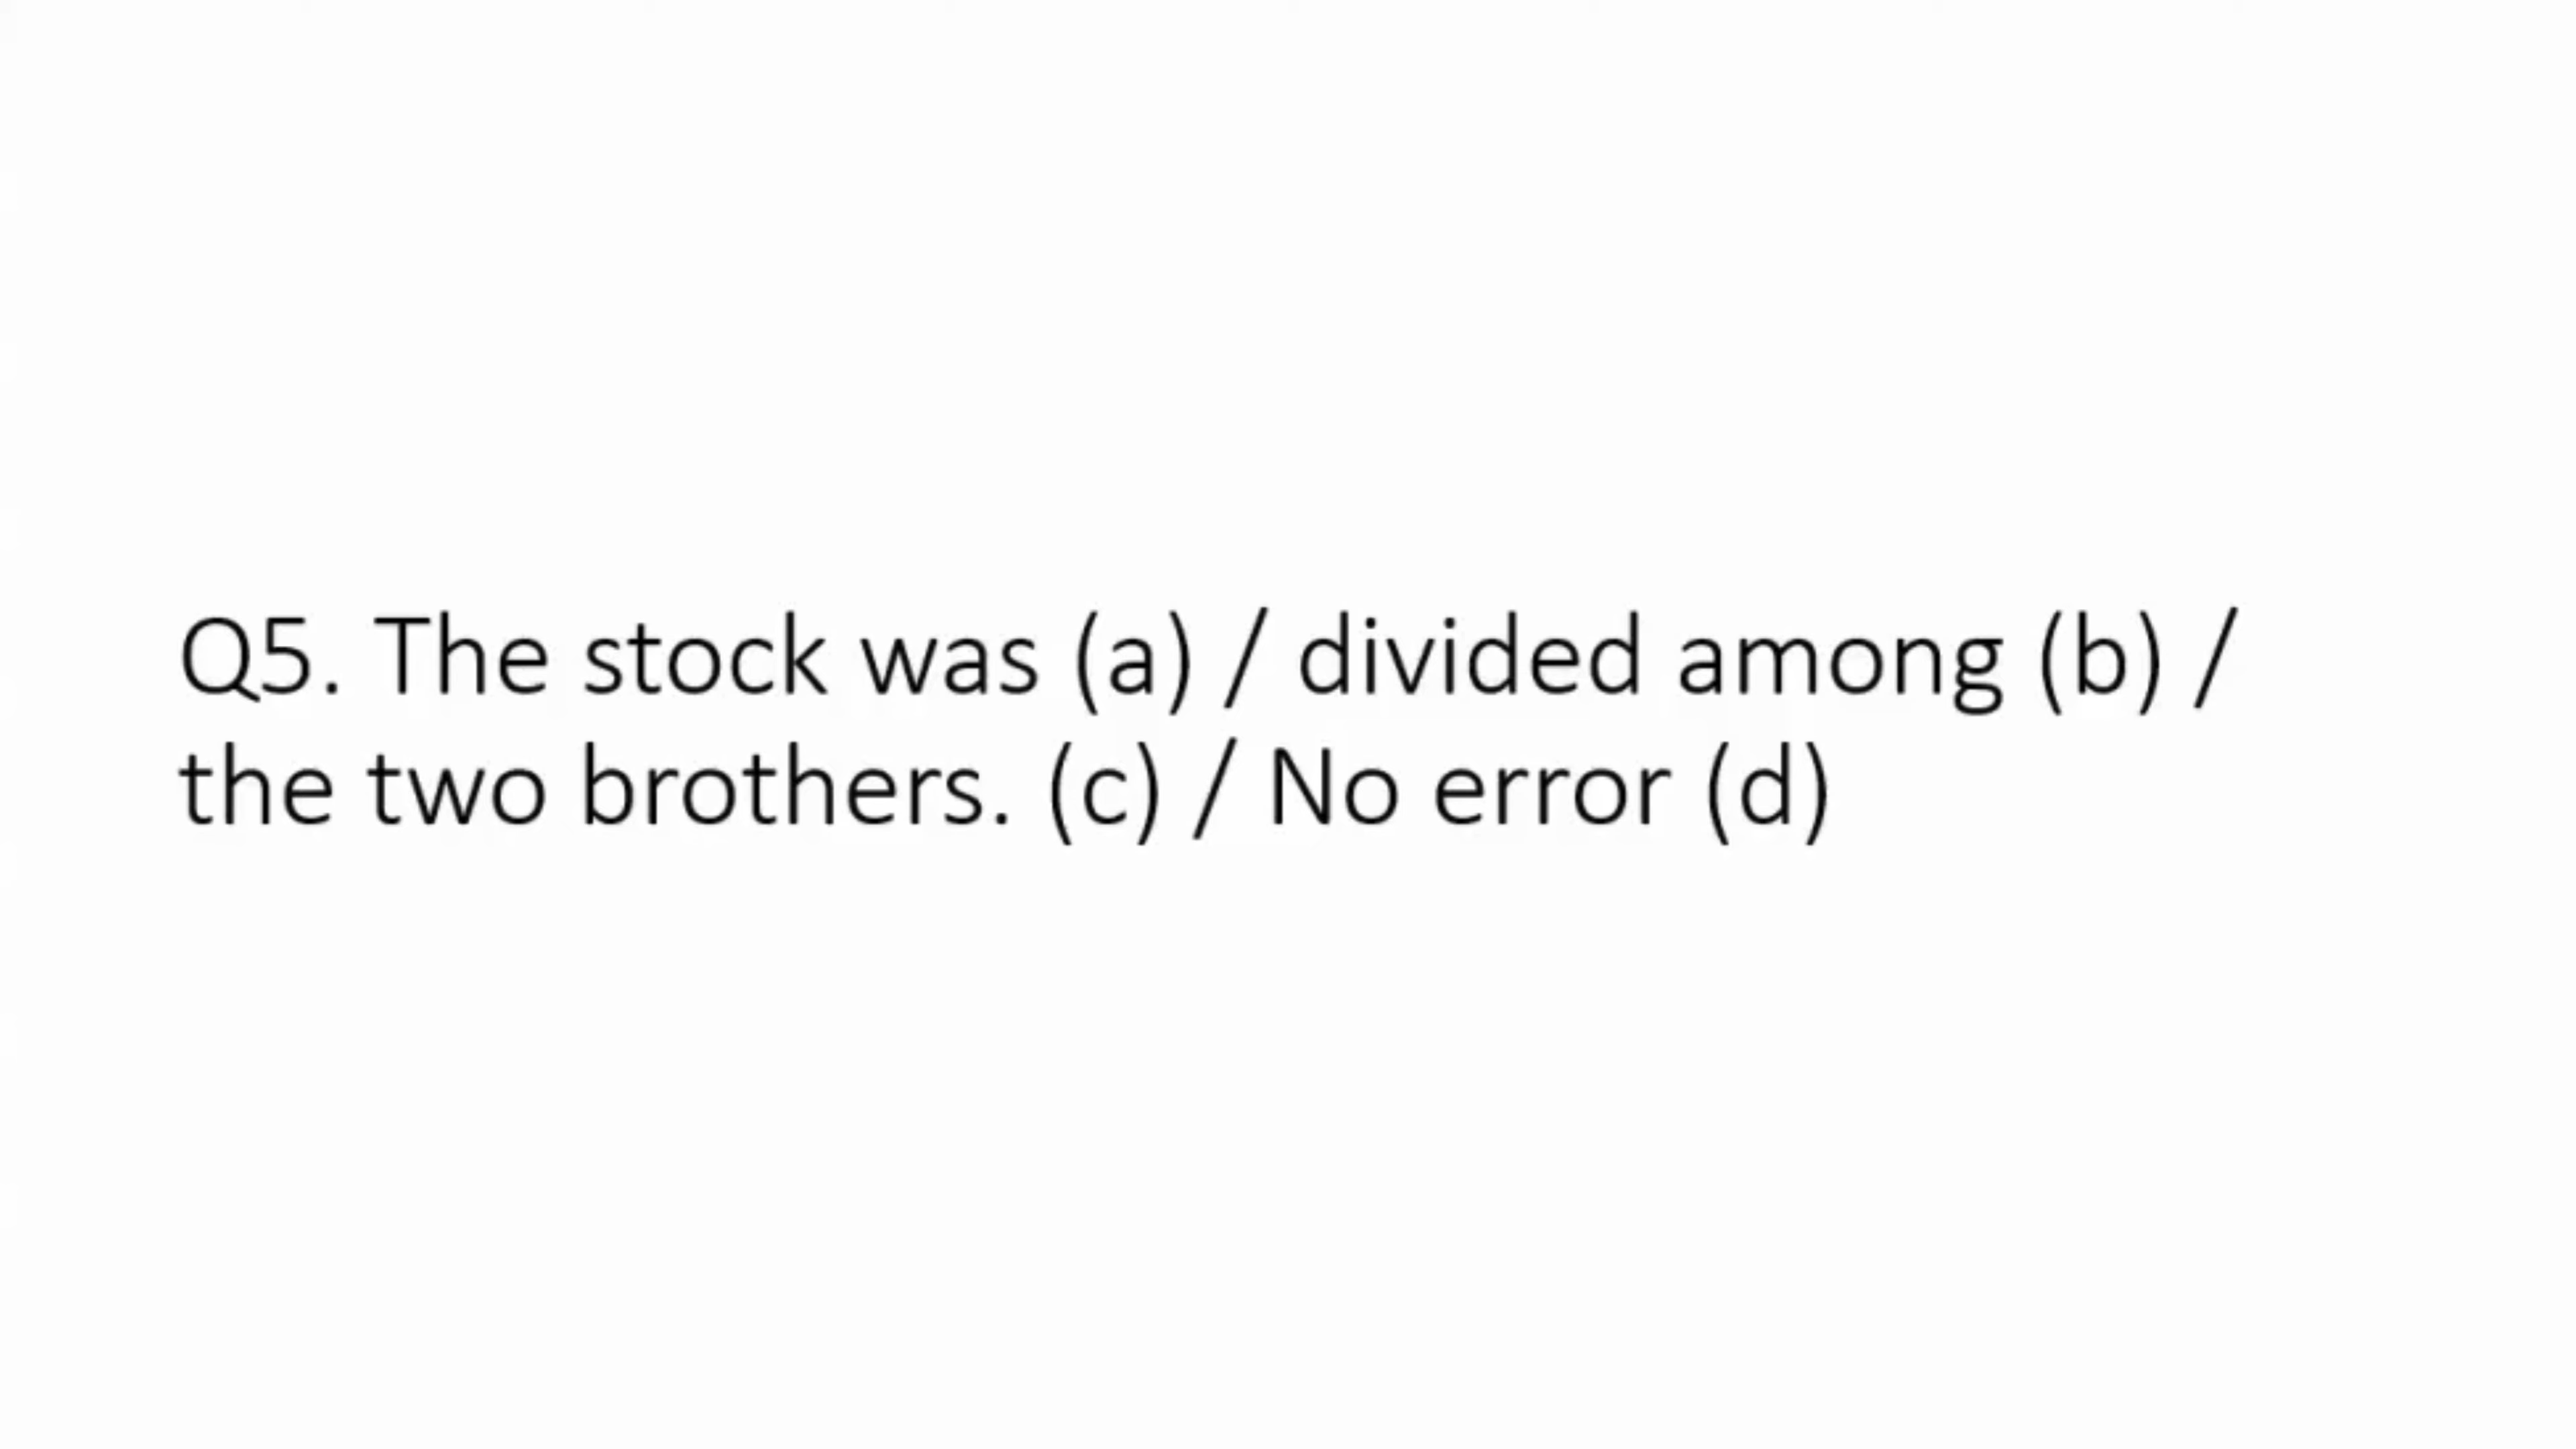 Q5. The stock was (a) / divided among (b) /
the two brothers. (c) / No error (d)